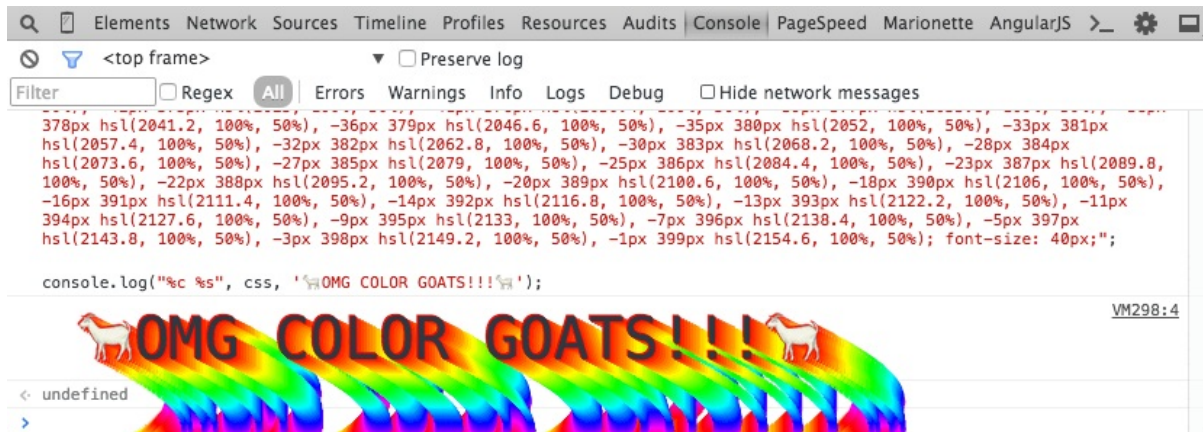 Elements Network Sources Timeline Profiles Resources Audits Console PageSpeed Marionette AngularJS >_
<top frame> ▼ Preserve log
Filter Regex All Errors Warnings Info Logs Debug Hide network messages
378px hsl(2041.2, 100%, 50%), -36px 379px hsl(2046.6, 100%, 50%), -35px 380px hsl(2052, 100%, 50%), -33px 381px
hsl(2057.4, 100%, 50%), -32px 382px hsl(2062.8, 100%, 50%), -30px 383px hsl(2068.2, 100%, 50%), -28px 384px
hsl(2073.6, 100%, 50%), -27px 385px hsl(2079, 100%, 50%), -25px 386px hsl(2084.4, 100%, 50%), -23px 387px hsl(2089.8,
100%, 50%), -22px 388px hsl(2095.2, 100%, 50%), -20px 389px hsl(2100.6, 100%, 50%), -18px 390px hsl(2106, 100%, 50%),
-16px 391px hsl(2111.4, 100%, 50%), -14px 392px hsl(2116.8, 100%, 50%), -13px 393px hsl(2122.2, 100%, 50%), -11px
394px hsl(2127.6, 100%, 50%), -9px 395px hsl(2133, 100%, 50%), -7px 396px hsl(2138.4, 100%, 50%), -5px 397px
hsl(2143.8, 100%, 50%), -3px 398px hsl(2149.2, 100%, 50%), -1px 399px hsl(2154.6, 100%, 50%); font-size: 40px;";
console.log("%c %s", css, '🐐OMG COLOR GOATS!!!🐐');
VM298:4
🐐OMG COLOR GOATS!!!🐐
undefined
>